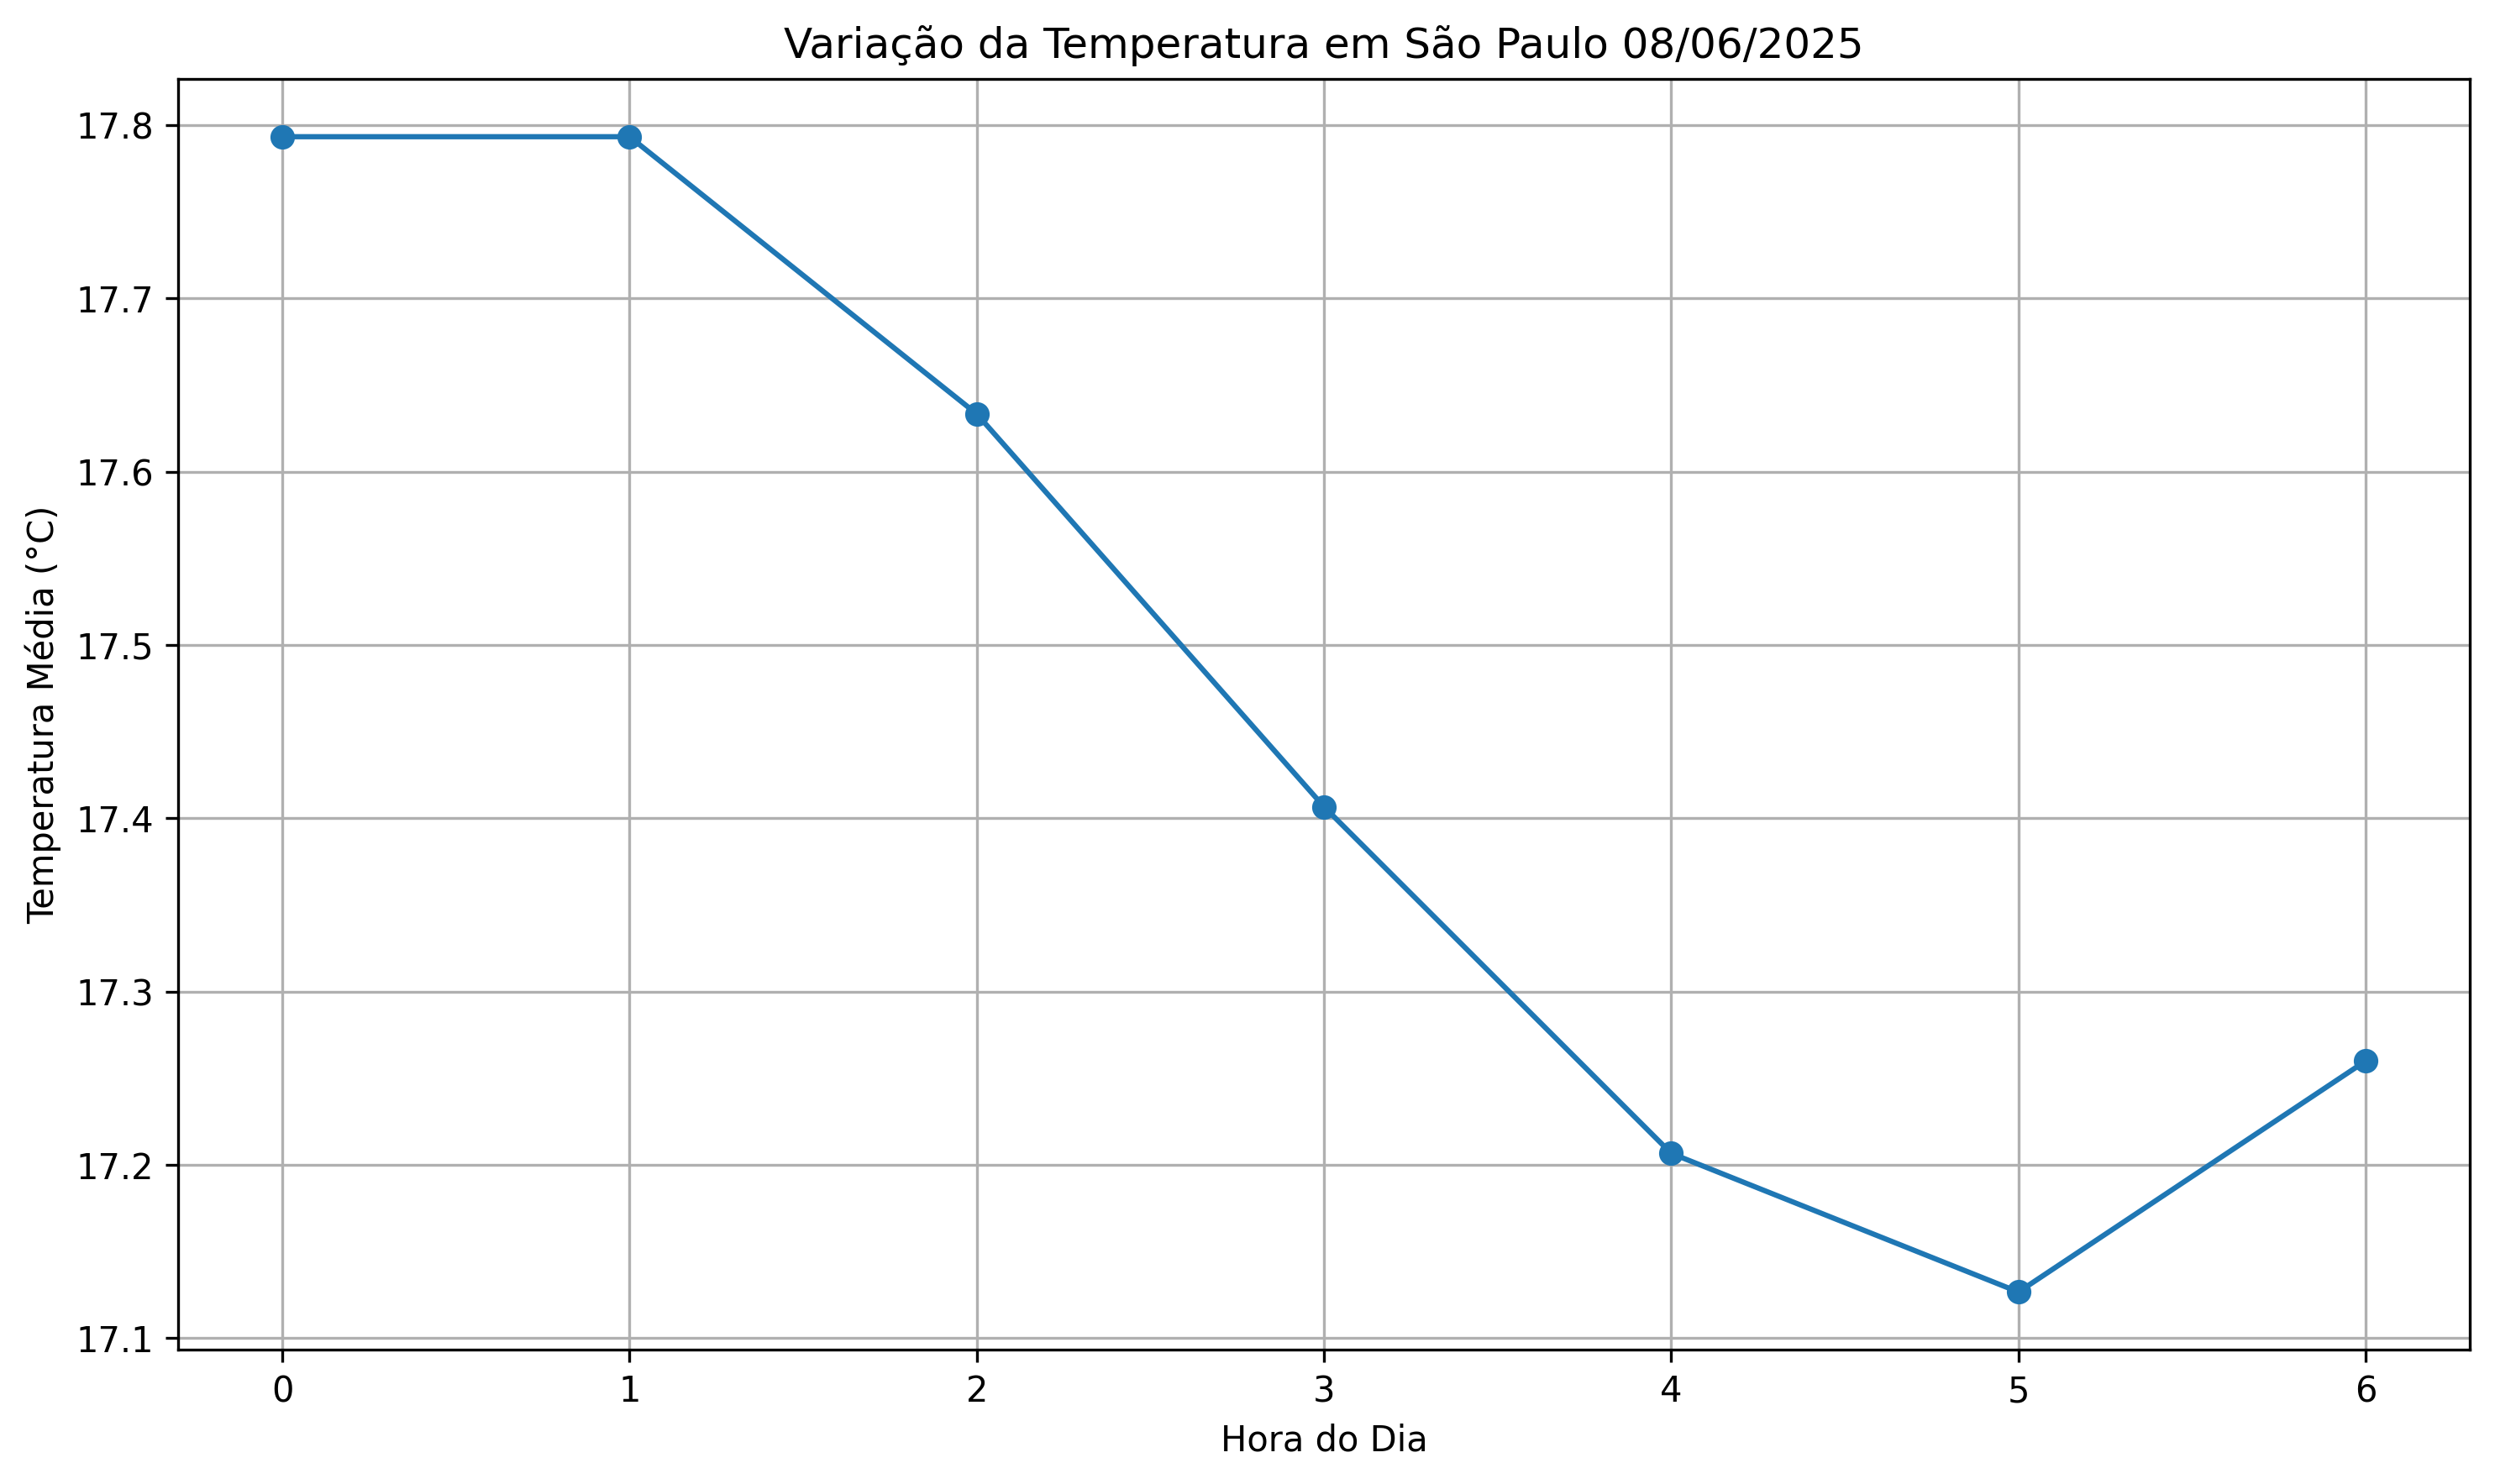 Variação da Temperatura em São Paulo 08/06/2025
Temperatura Média (°C)
17.8
17.7
17.6
17.5
17.4
17.3
17.2
17.1
0 1 2 3 4 5 6
Hora do Dia